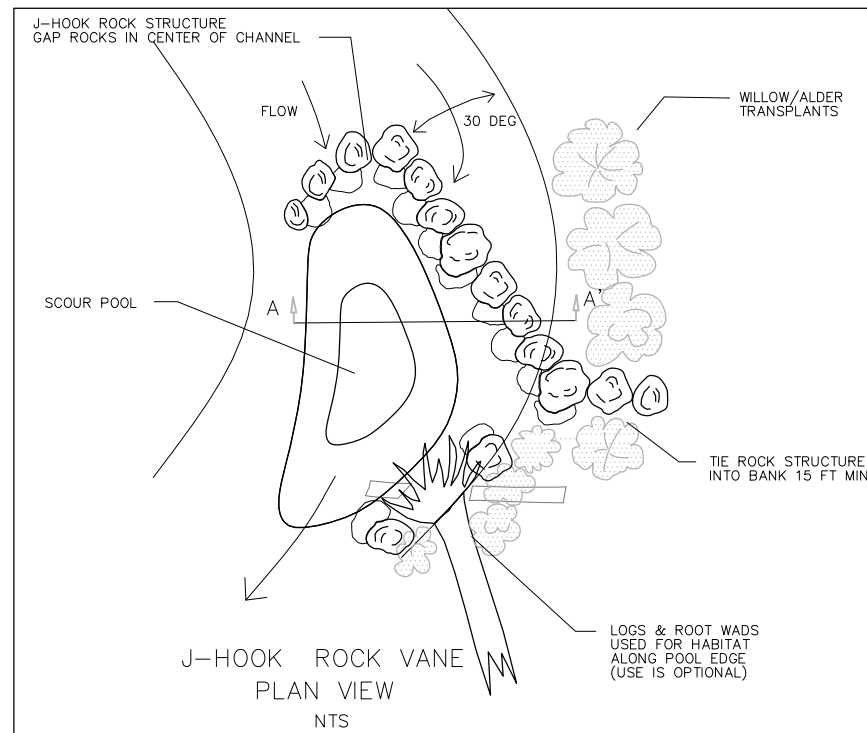 J-HOOK ROCK STRUCTURE
GAP ROCKS IN CENTER OF CHANNEL
FLOW
30 DEG
WILLOW/ALDER
TRANSPLANTS
SCOUR POOL
A
A'
TIE ROCK STRUCTURE
INTO BANK 15 FT MIN
LOGS & ROOT WADS
USED FOR HABITAT
ALONG POOL EDGE
(USE IS OPTIONAL)
J-HOOK ROCK VANE
PLAN VIEW
NTS